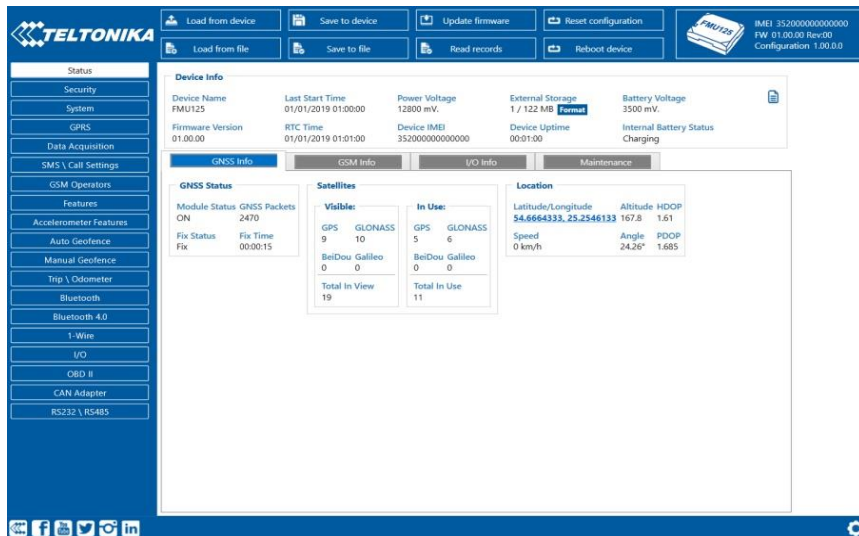 TELTONIKA
Load from device
Save to device
Update firmware
Reset configuration
Load from file
Save to file
Read records
Reboot device
FMU125
IMEI 352000000000000
FW 01.00.00 Rev:00
Configuration 1.00.0.0
Status
Security
System
GPRS
Data Acquisition
SMS \ Call Settings
GSM Operators
Features
Accelerometer Features
Auto Geofence
Manual Geofence
Trip \ Odometer
Bluetooth
Bluetooth 4.0
1-Wire
I/O
OBD II
CAN Adapter
RS232 \ RS485
Device Info
Device Name Last Start Time Power Voltage External Storage Battery Voltage
FMU125 01/01/2019 01:00:00 12800 mV. 1 / 122 MB Format 3500 mV.
Firmware Version RTC Time Device IMEI Device Uptime Internal Battery Status
01.00.00 01/01/2019 01:01:00 352000000000000 00:01:00 Charging
GNSS Info GSM Info I/O Info Maintenance
GNSS Status
Module Status GNSS Packets
ON 2470
Fix Status Fix Time
Fix 00:00:15
Satellites
Visible:
GPS GLONASS
9 10
BeiDou Galileo
0 0
Total In View
19
In Use:
GPS GLONASS
5 6
BeiDou Galileo
0 0
Total In Use
11
Location
Latitude/Longitude Altitude HDOP
54.6664333, 25.2546133 167.8 1.61
Speed Angle PDOP
0 km/h 24.26° 1.685